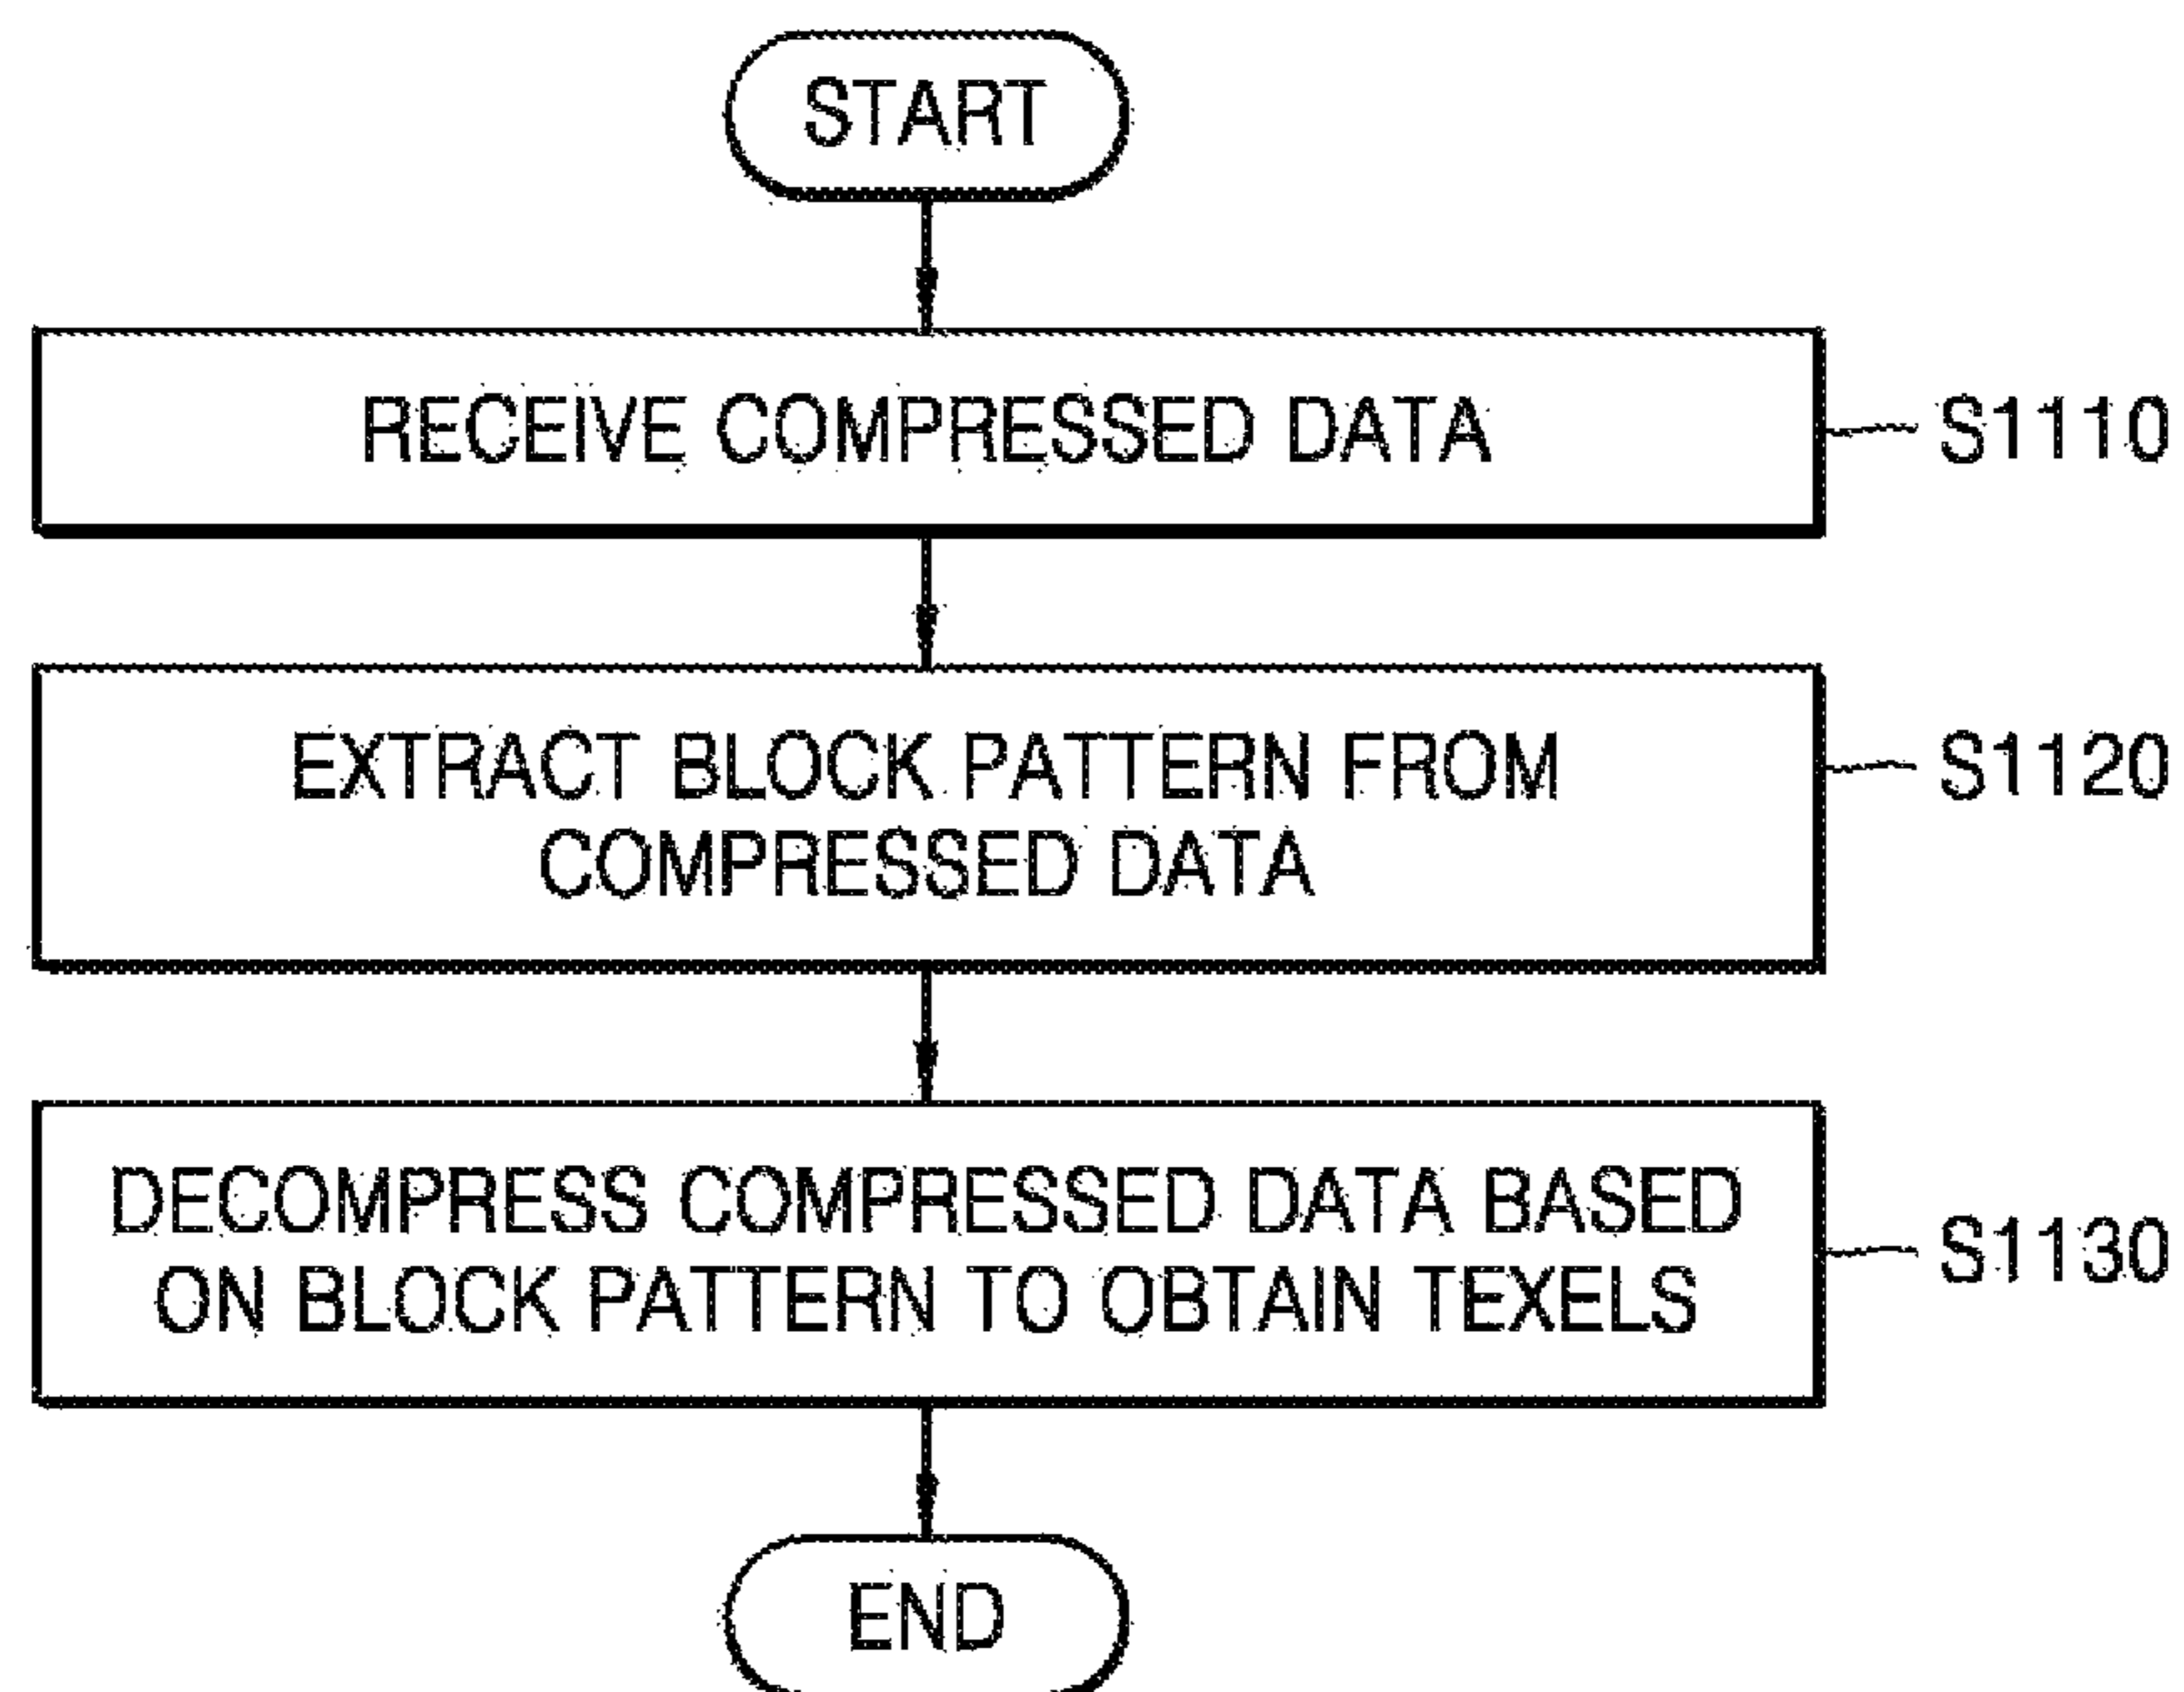 START
RECEIVE COMPRESSED DATA
S1110
EXTRACT BLOCK PATTERN FROM
COMPRESSED DATA
S1120
DECOMPRESS COMPRESSED DATA BASED
ON BLOCK PATTERN TO OBTAIN TEXELS
S1130
END